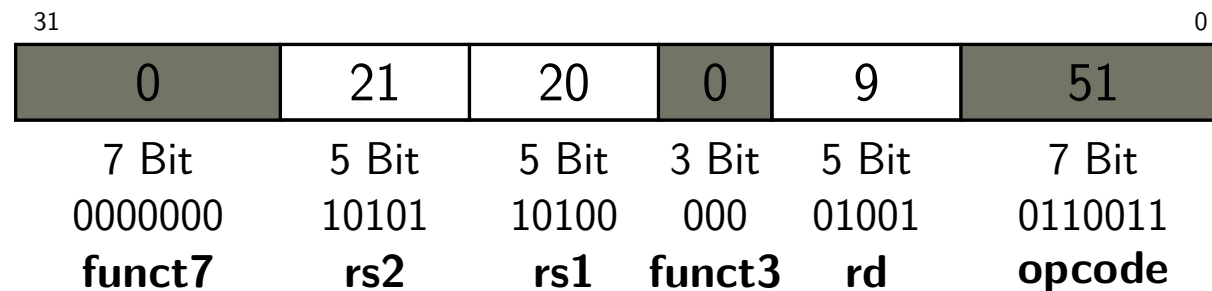 31 0
0 21 20 0 9 51
7 Bit 5 Bit 5 Bit 3 Bit 5 Bit 7 Bit
0000000 10101 10100 000 01001 0110011
funct7 rs2 rs1 funct3 rd opcode